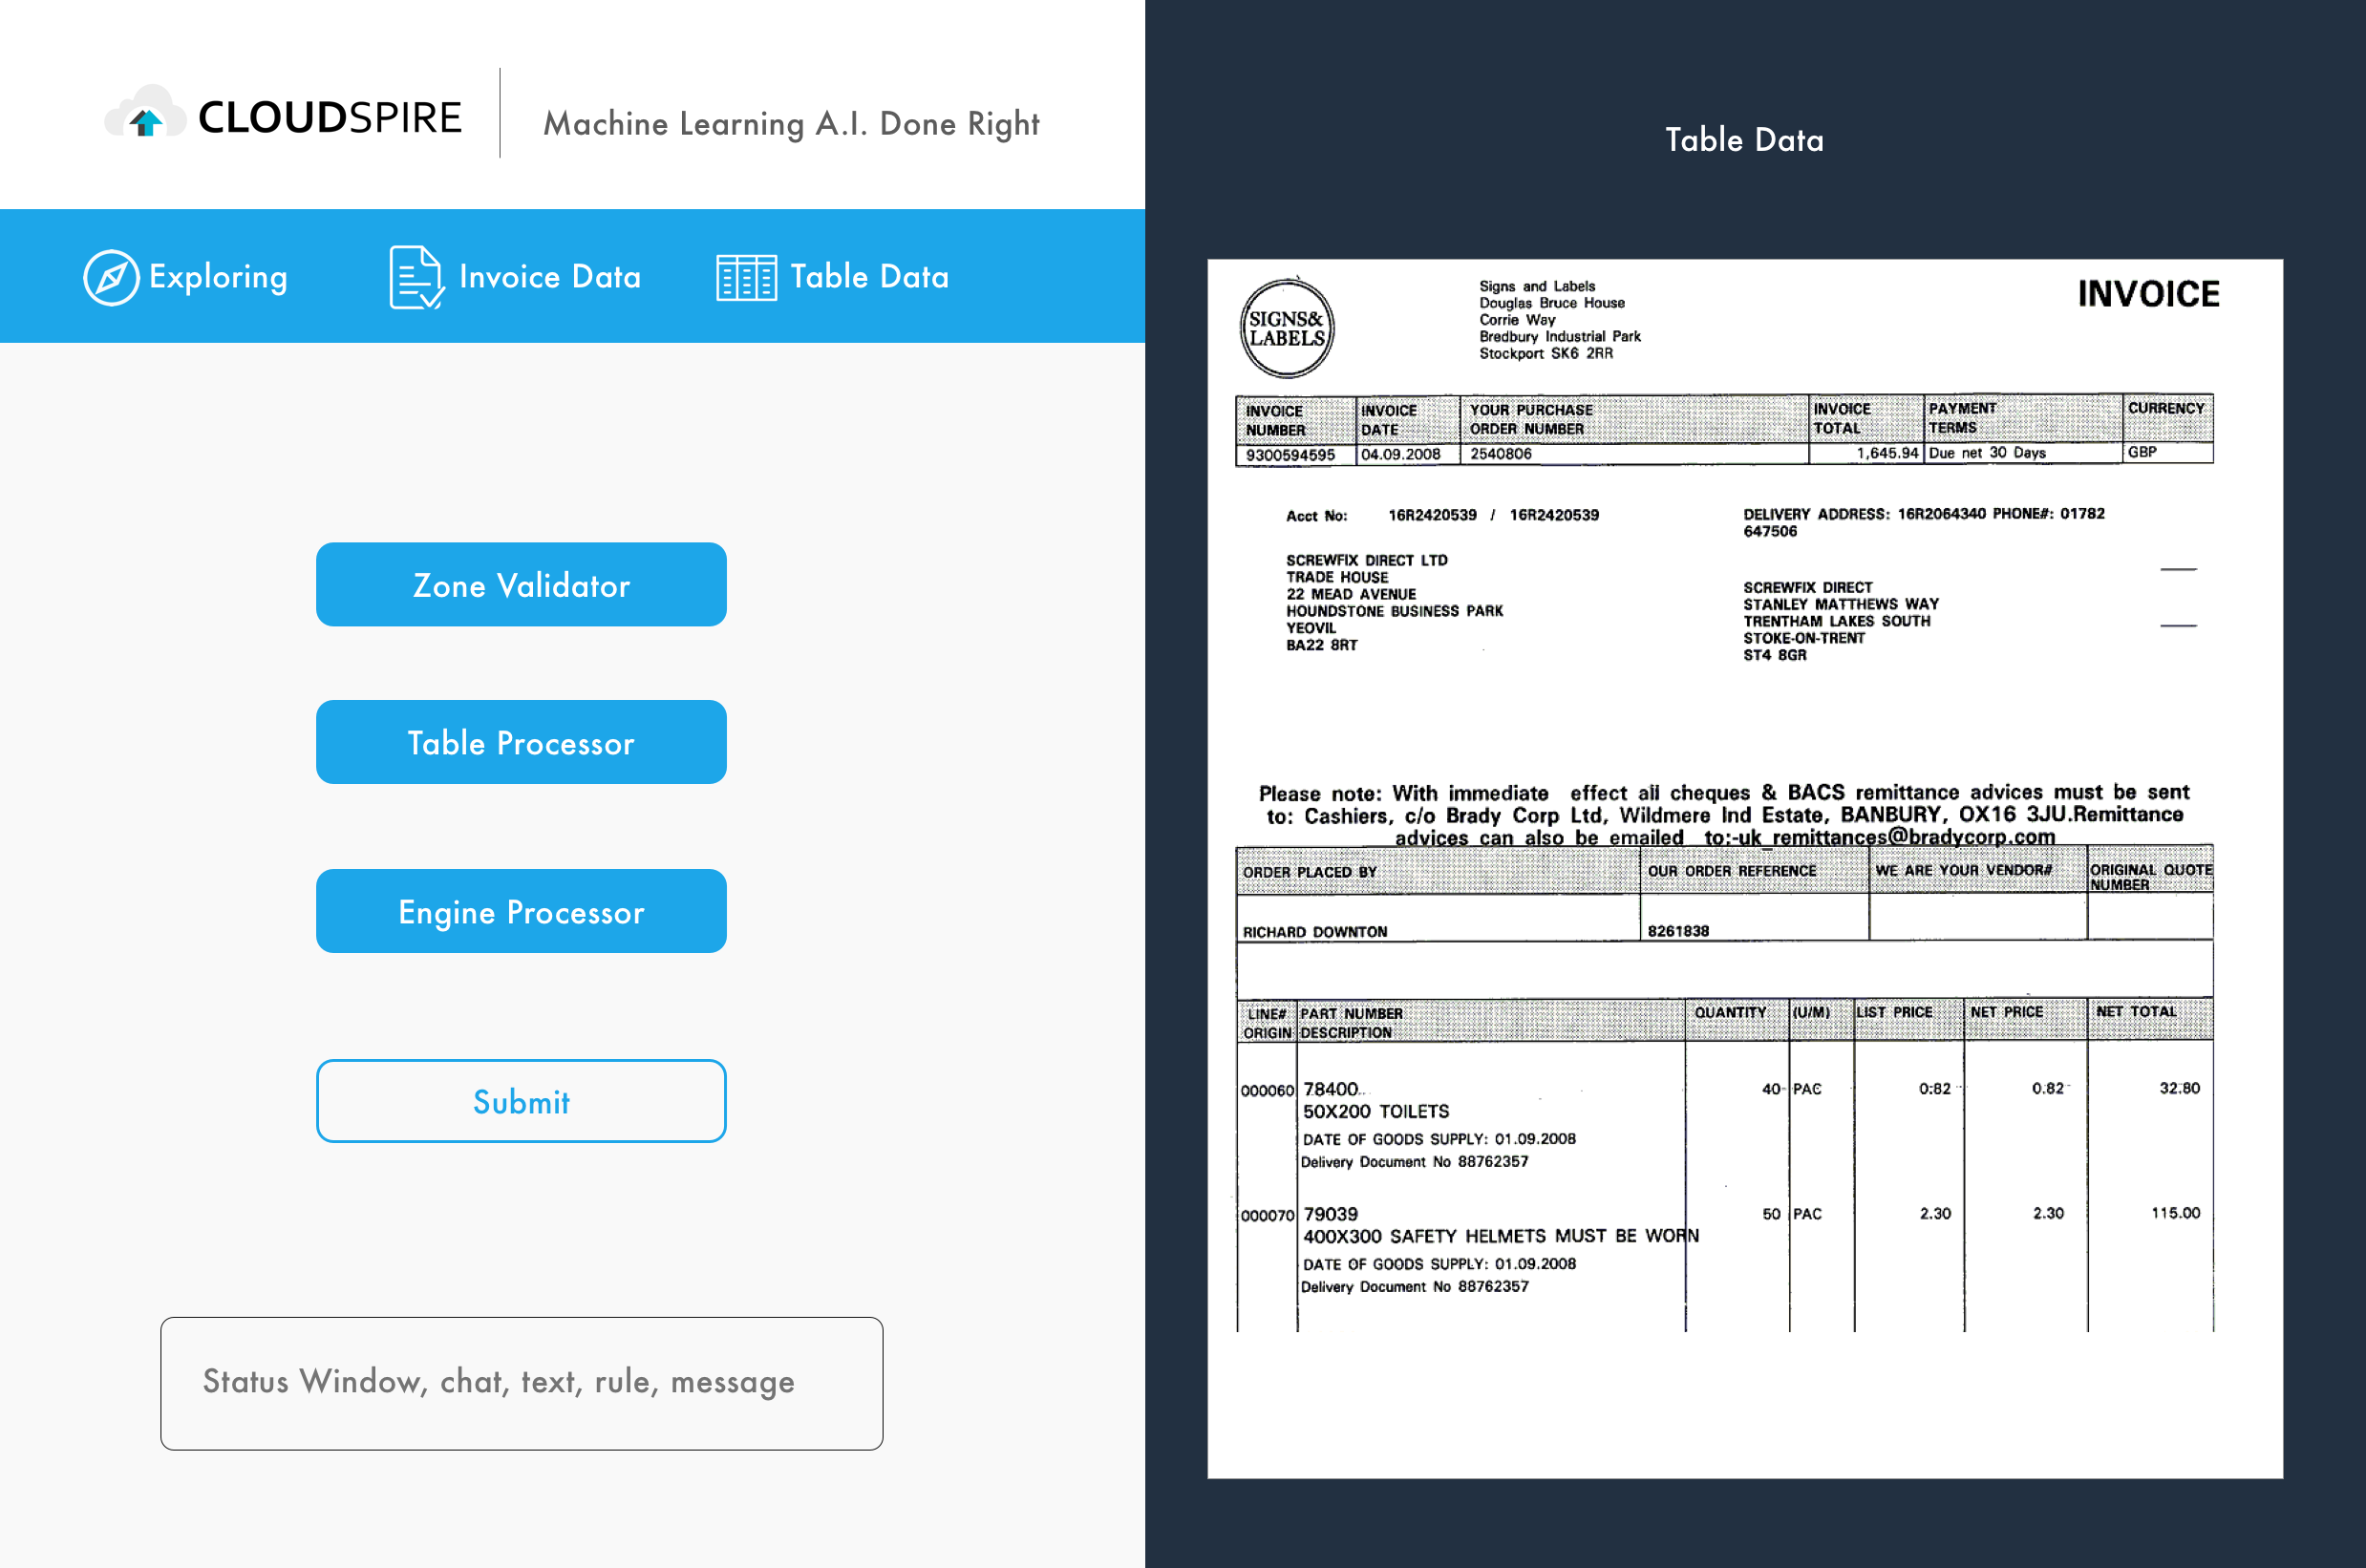 CLOUDSPIRE
Machine Learning A.I. Done Right
Exploring
Invoice Data
Table Data
Zone Validator
Table Processor
Engine Processor
Submit
Status Window, chat, text, rule, message
Table Data
SIGNS&
LABELS
Signs and Labels
Douglas Bruce House
Corrie Way
Bredbury Industrial Park
Stockport SK6 2RR
INVOICE
INVOICE NUMBER INVOICE DATE YOUR PURCHASE ORDER NUMBER INVOICE TOTAL PAYMENT TERMS CURRENCY
9300594595 04.09.2008 2540806 1,645.94 Due net 30 Days GBP
Acct No: 16R2420539 / 16R2420539
SCREWFIX DIRECT LTD
TRADE HOUSE
22 MEAD AVENUE
HOUNDSTONE BUSINESS PARK
YEOVIL
BA22 8RT
DELIVERY ADDRESS: 16R2064340 PHONE#: 01782
647506
SCREWFIX DIRECT
STANLEY MATTHEWS WAY
TRENTHAM LAKES SOUTH
STOKE-ON-TRENT
ST4 8GR
Please note: With immediate effect all cheques & BACS remittance advices must be sent
to: Cashiers, c/o Brady Corp Ltd, Wildmere Ind Estate, BANBURY, OX16 3JU.Remittance
advices can also be emailed to:-uk_remittances@bradycorp.com
ORDER PLACED BY OUR ORDER REFERENCE WE ARE YOUR VENDOR# ORIGINAL QUOTE NUMBER
RICHARD DOWNTON 8261838
LINE# PART NUMBER QUANTITY (U/M) LIST PRICE NET PRICE NET TOTAL
ORIGIN DESCRIPTION
000060 78400 40 PAC 0.82 0.82 32.80
50X200 TOILETS
DATE OF GOODS SUPPLY: 01.09.2008
Delivery Document No 88762357
000070 79039 50 PAC 2.30 2.30 115.00
400X300 SAFETY HELMETS MUST BE WORN
DATE OF GOODS SUPPLY: 01.09.2008
Delivery Document No 88762357